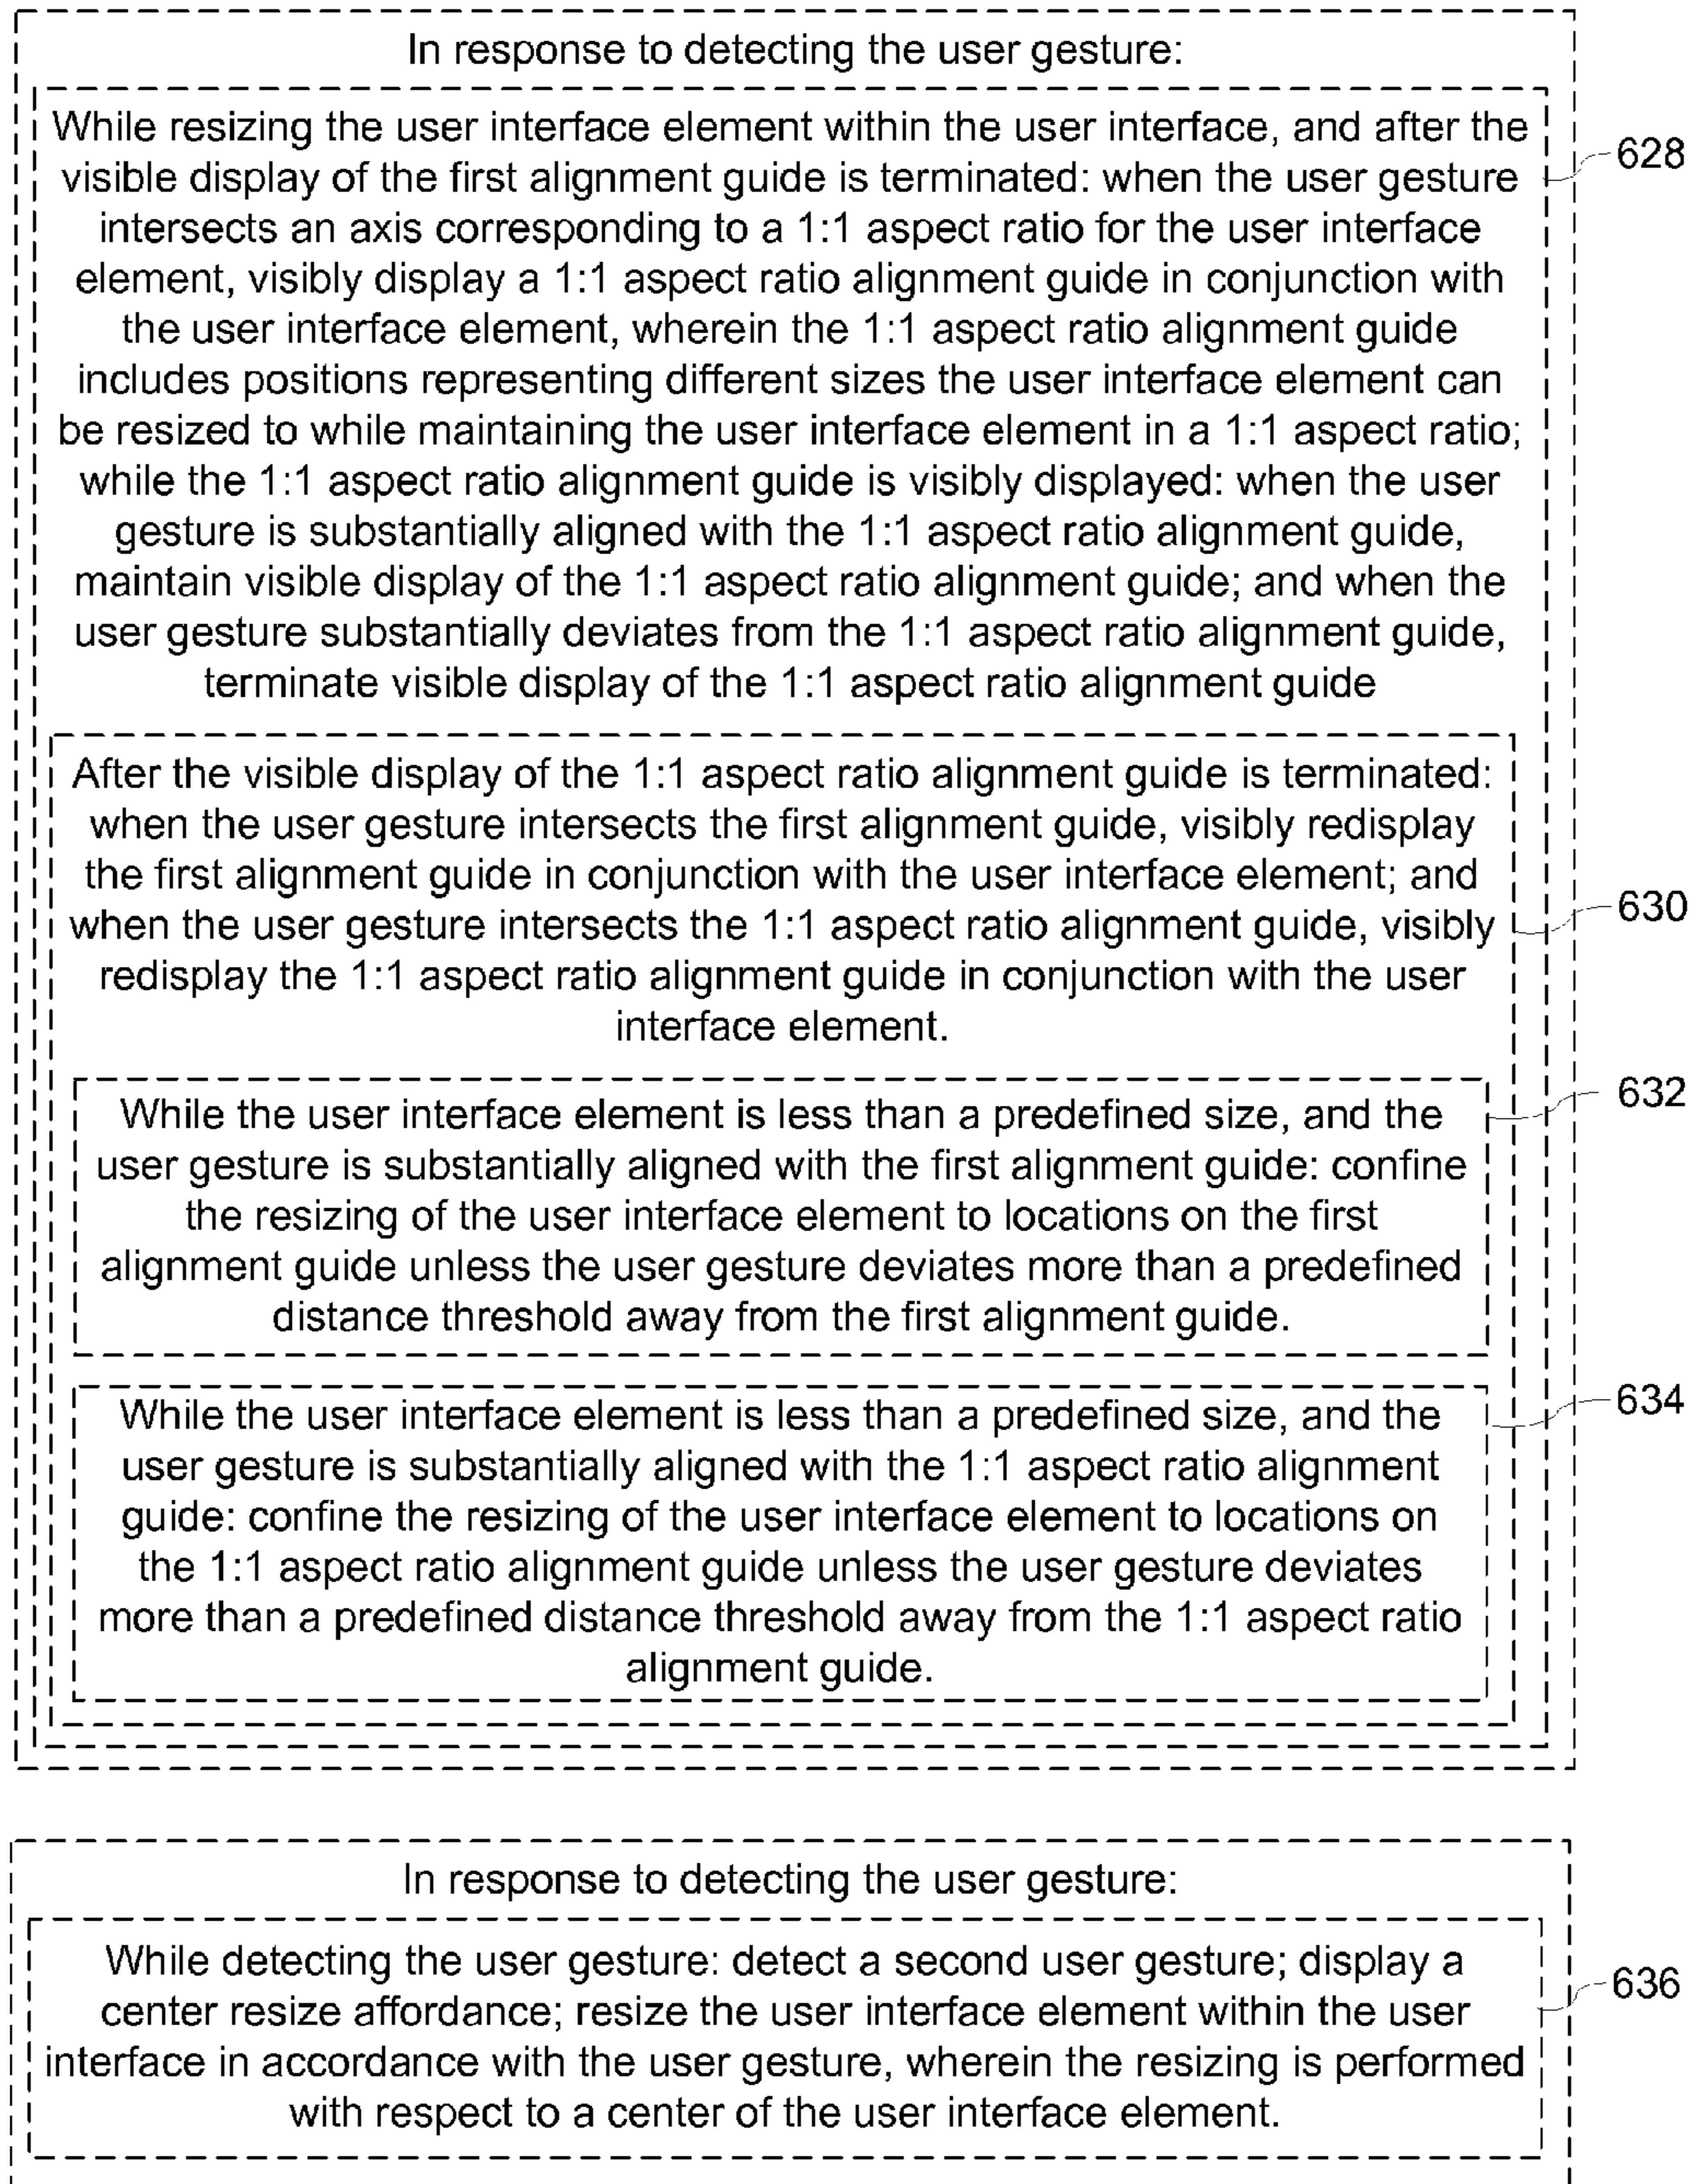 In response to detecting the user gesture:
While resizing the user interface element within the user interface, and after the
visible display of the first alignment guide is terminated: when the user gesture
intersects an axis corresponding to a 1:1 aspect ratio for the user interface
element, visibly display a 1:1 aspect ratio alignment guide in conjunction with
the user interface element, wherein the 1:1 aspect ratio alignment guide
includes positions representing different sizes the user interface element can
be resized to while maintaining the user interface element in a 1:1 aspect ratio;
while the 1:1 aspect ratio alignment guide is visibly displayed: when the user
gesture is substantially aligned with the 1:1 aspect ratio alignment guide,
maintain visible display of the 1:1 aspect ratio alignment guide; and when the
user gesture substantially deviates from the 1:1 aspect ratio alignment guide,
terminate visible display of the 1:1 aspect ratio alignment guide
628
After the visible display of the 1:1 aspect ratio alignment guide is terminated:
when the user gesture intersects the first alignment guide, visibly redisplay
the first alignment guide in conjunction with the user interface element; and
when the user gesture intersects the 1:1 aspect ratio alignment guide, visibly
redisplay the 1:1 aspect ratio alignment guide in conjunction with the user
interface element.
630
While the user interface element is less than a predefined size, and the
user gesture is substantially aligned with the first alignment guide: confine
the resizing of the user interface element to locations on the first
alignment guide unless the user gesture deviates more than a predefined
distance threshold away from the first alignment guide.
632
While the user interface element is less than a predefined size, and the
user gesture is substantially aligned with the 1:1 aspect ratio alignment
guide: confine the resizing of the user interface element to locations on
the 1:1 aspect ratio alignment guide unless the user gesture deviates
more than a predefined distance threshold away from the 1:1 aspect ratio
alignment guide.
634
In response to detecting the user gesture:
While detecting the user gesture: detect a second user gesture; display a
center resize affordance; resize the user interface element within the user
interface in accordance with the user gesture, wherein the resizing is performed
with respect to a center of the user interface element.
636